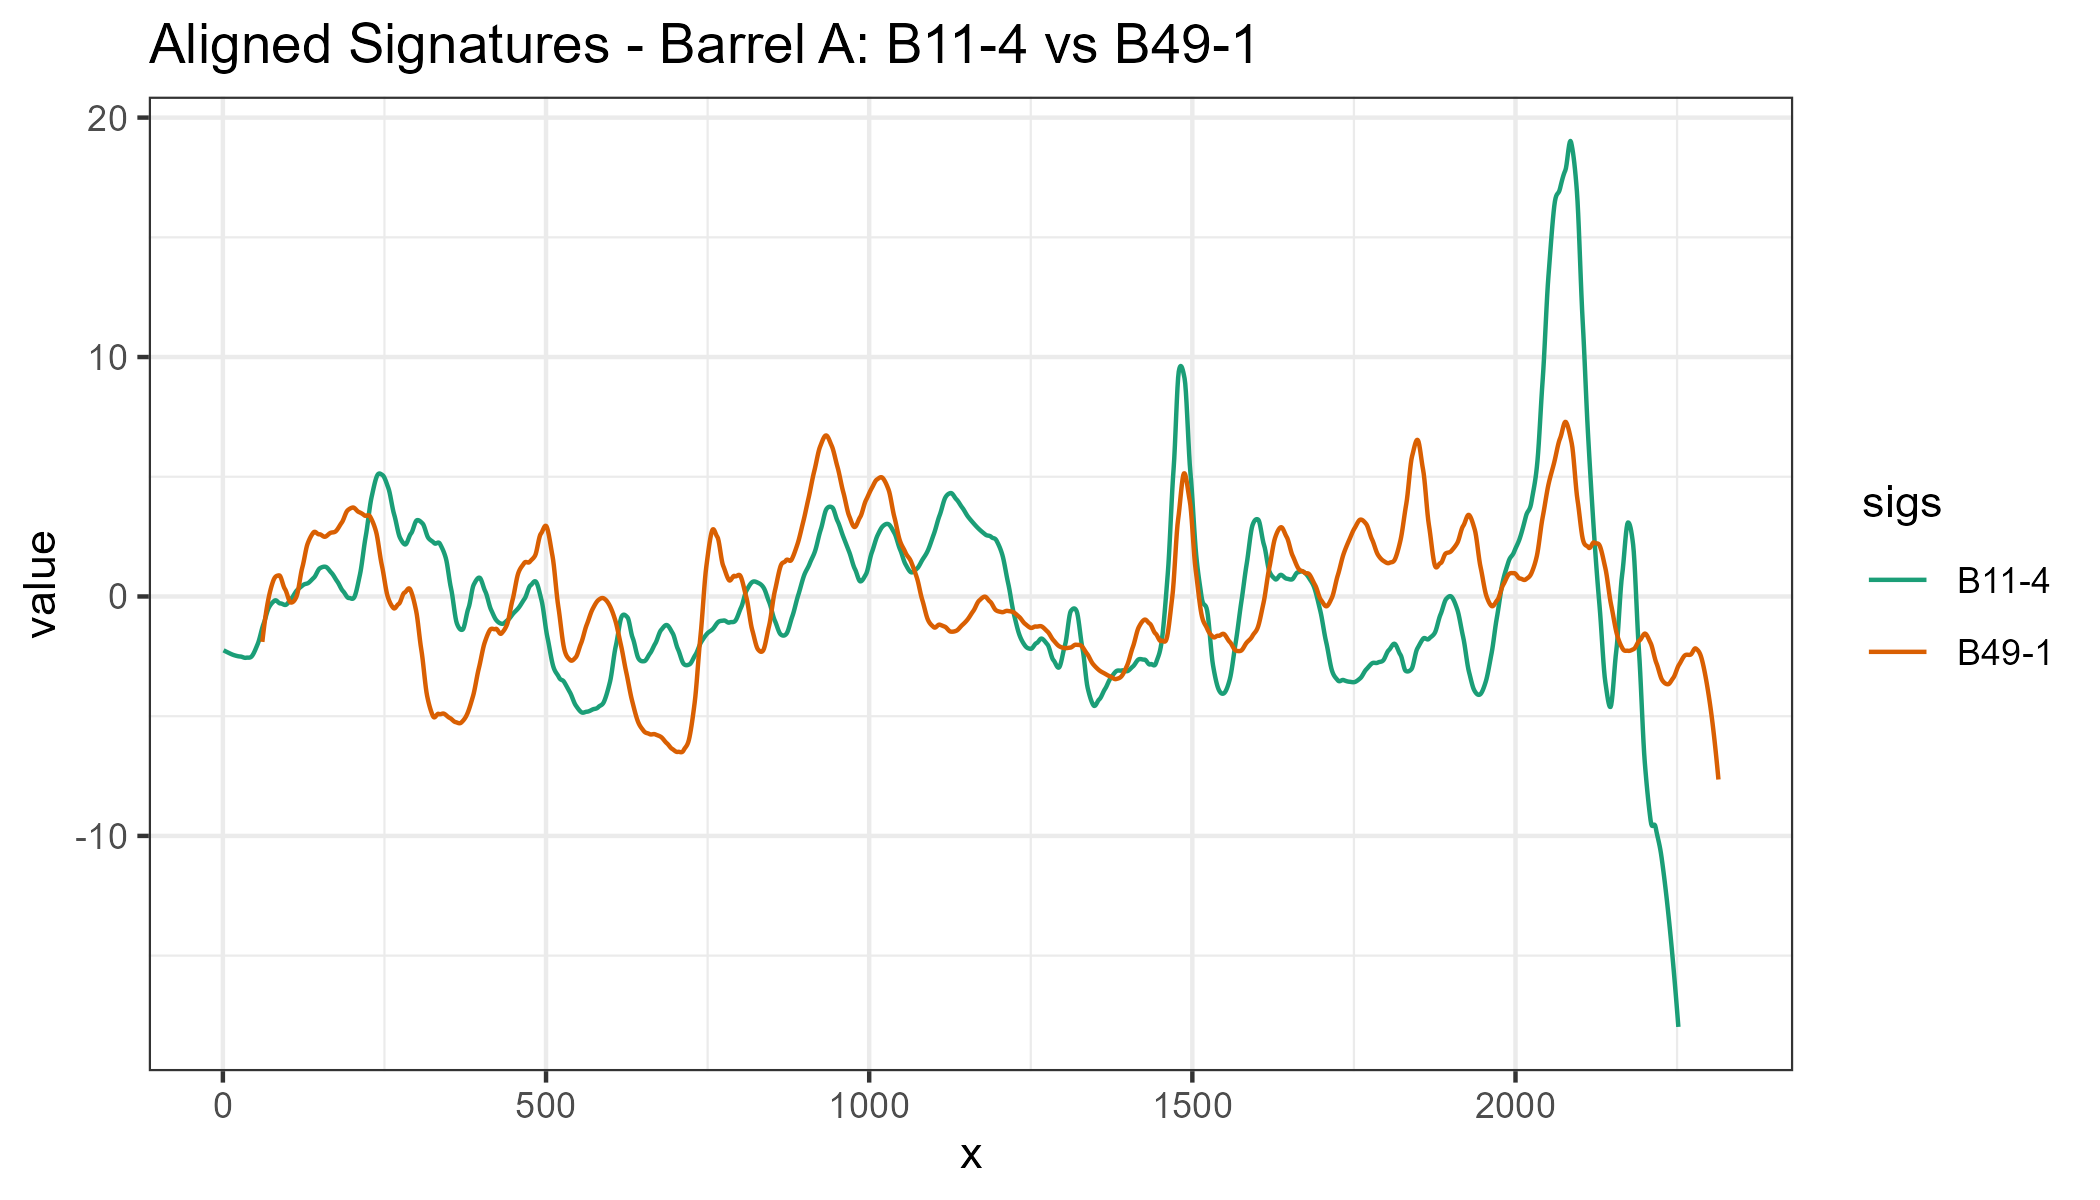 Aligned Signatures - Barrel A: B11-4 vs B49-1
20
10
0
-10
value
0 500 1000 1500 2000
x
sigs
B11-4
B49-1